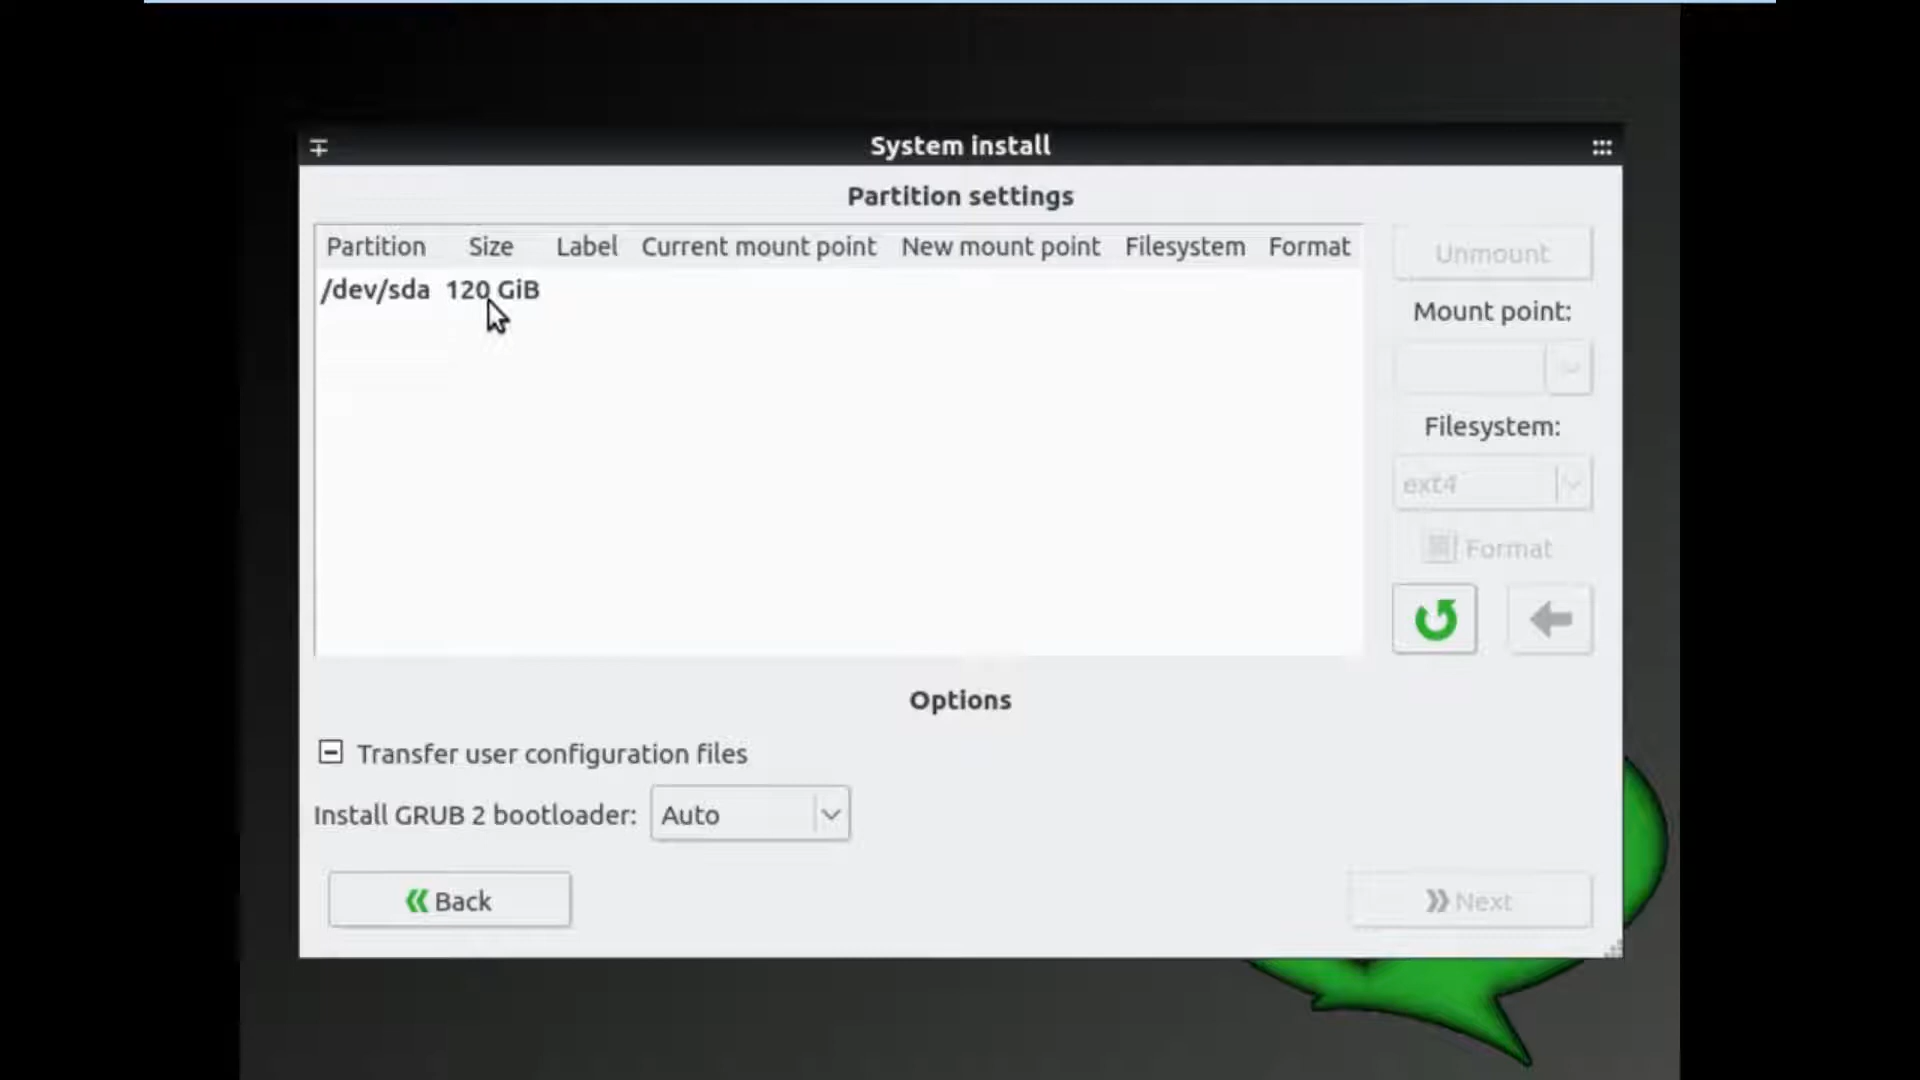 System install
Partition settings
Partition Size Label Current mount point New mount point Filesystem Format
/dev/sda 120 GiB
Unmount
Mount point:
Filesystem:
ext4
Format
Options
Transfer user configuration files
Install GRUB 2 bootloader: Auto
Back
Next